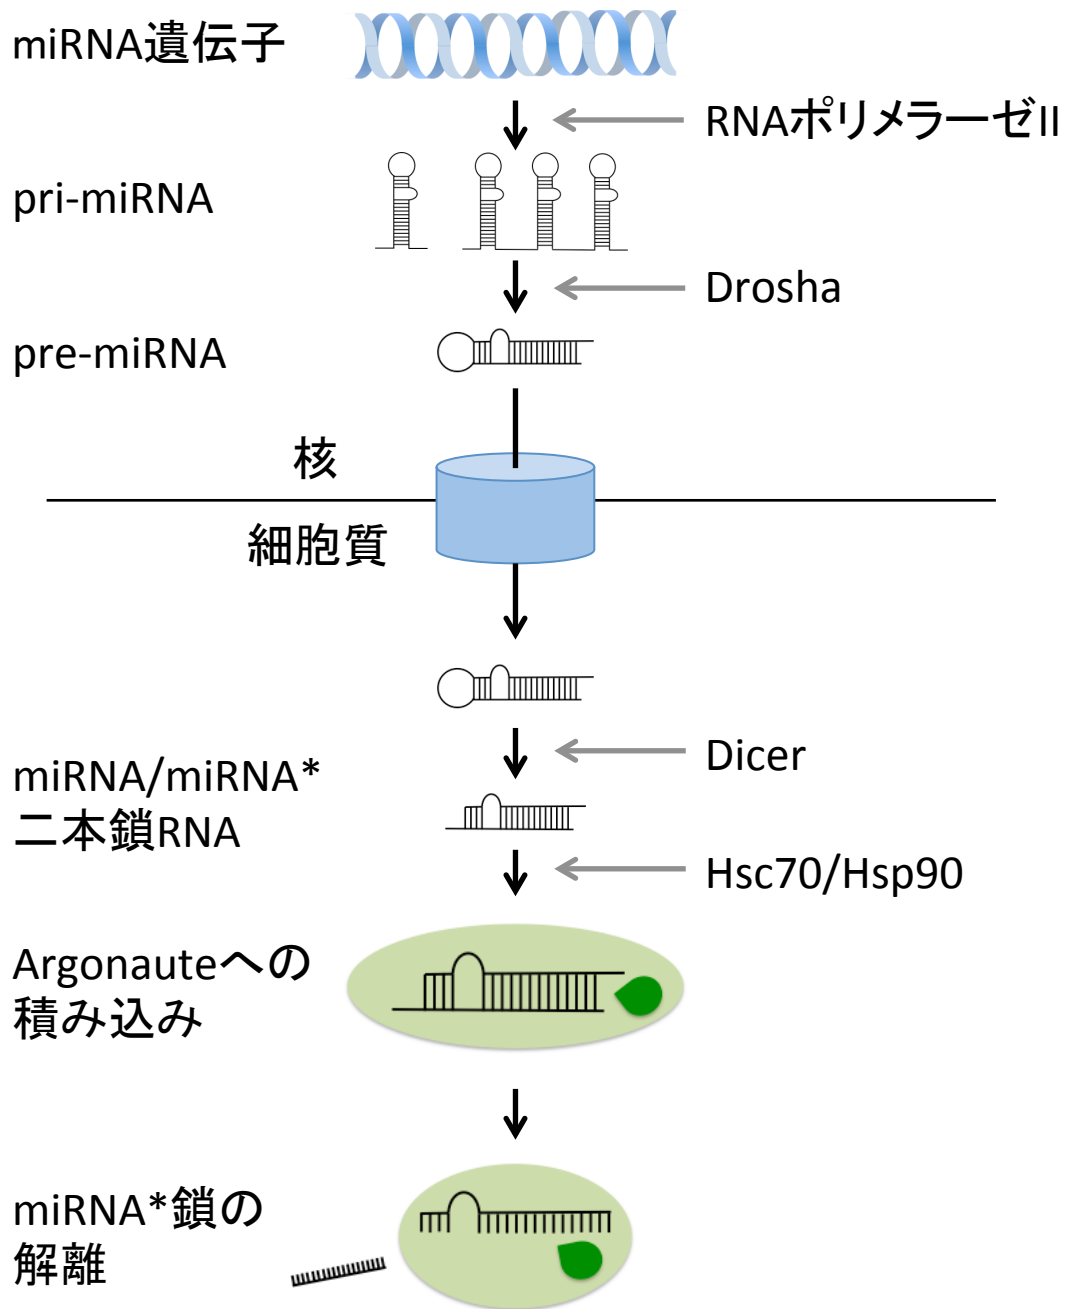 miRNA遺伝子
RNAポリメラーゼII
pri-miRNA
Drosha
pre-miRNA
核
細胞質
Dicer
miRNA/miRNA*
二本鎖RNA
Hsc70/Hsp90
Argonauteへの
積み込み
miRNA*鎖の
解離